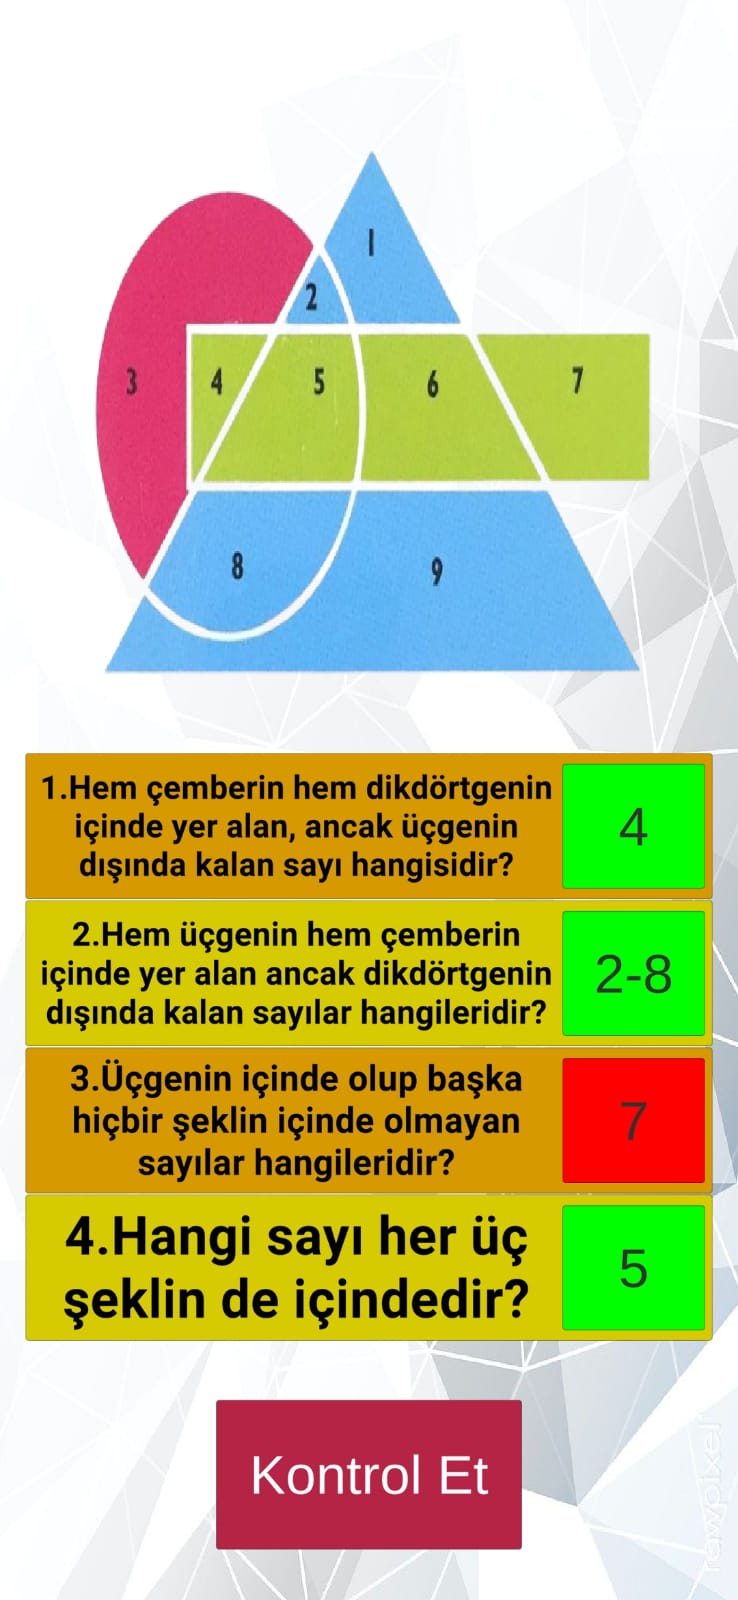 1
2
3
4
5
6
7
8
9
1.Hem çemberin hem dikdörtgenin
içinde yer alan, ancak üçgenin
dışında kalan sayı hangisidir?
4
2.Hem üçgenin hem çemberin
içinde yer alan ancak dikdörtgenin
dışında kalan sayılar hangileridir?
2-8
3.Üçgenin içinde olup başka
hiçbir şeklin içinde olmayan
sayılar hangileridir?
7
4.Hangi sayı her üç
şeklin de içindedir?
5
Kontrol Et
rawpixel